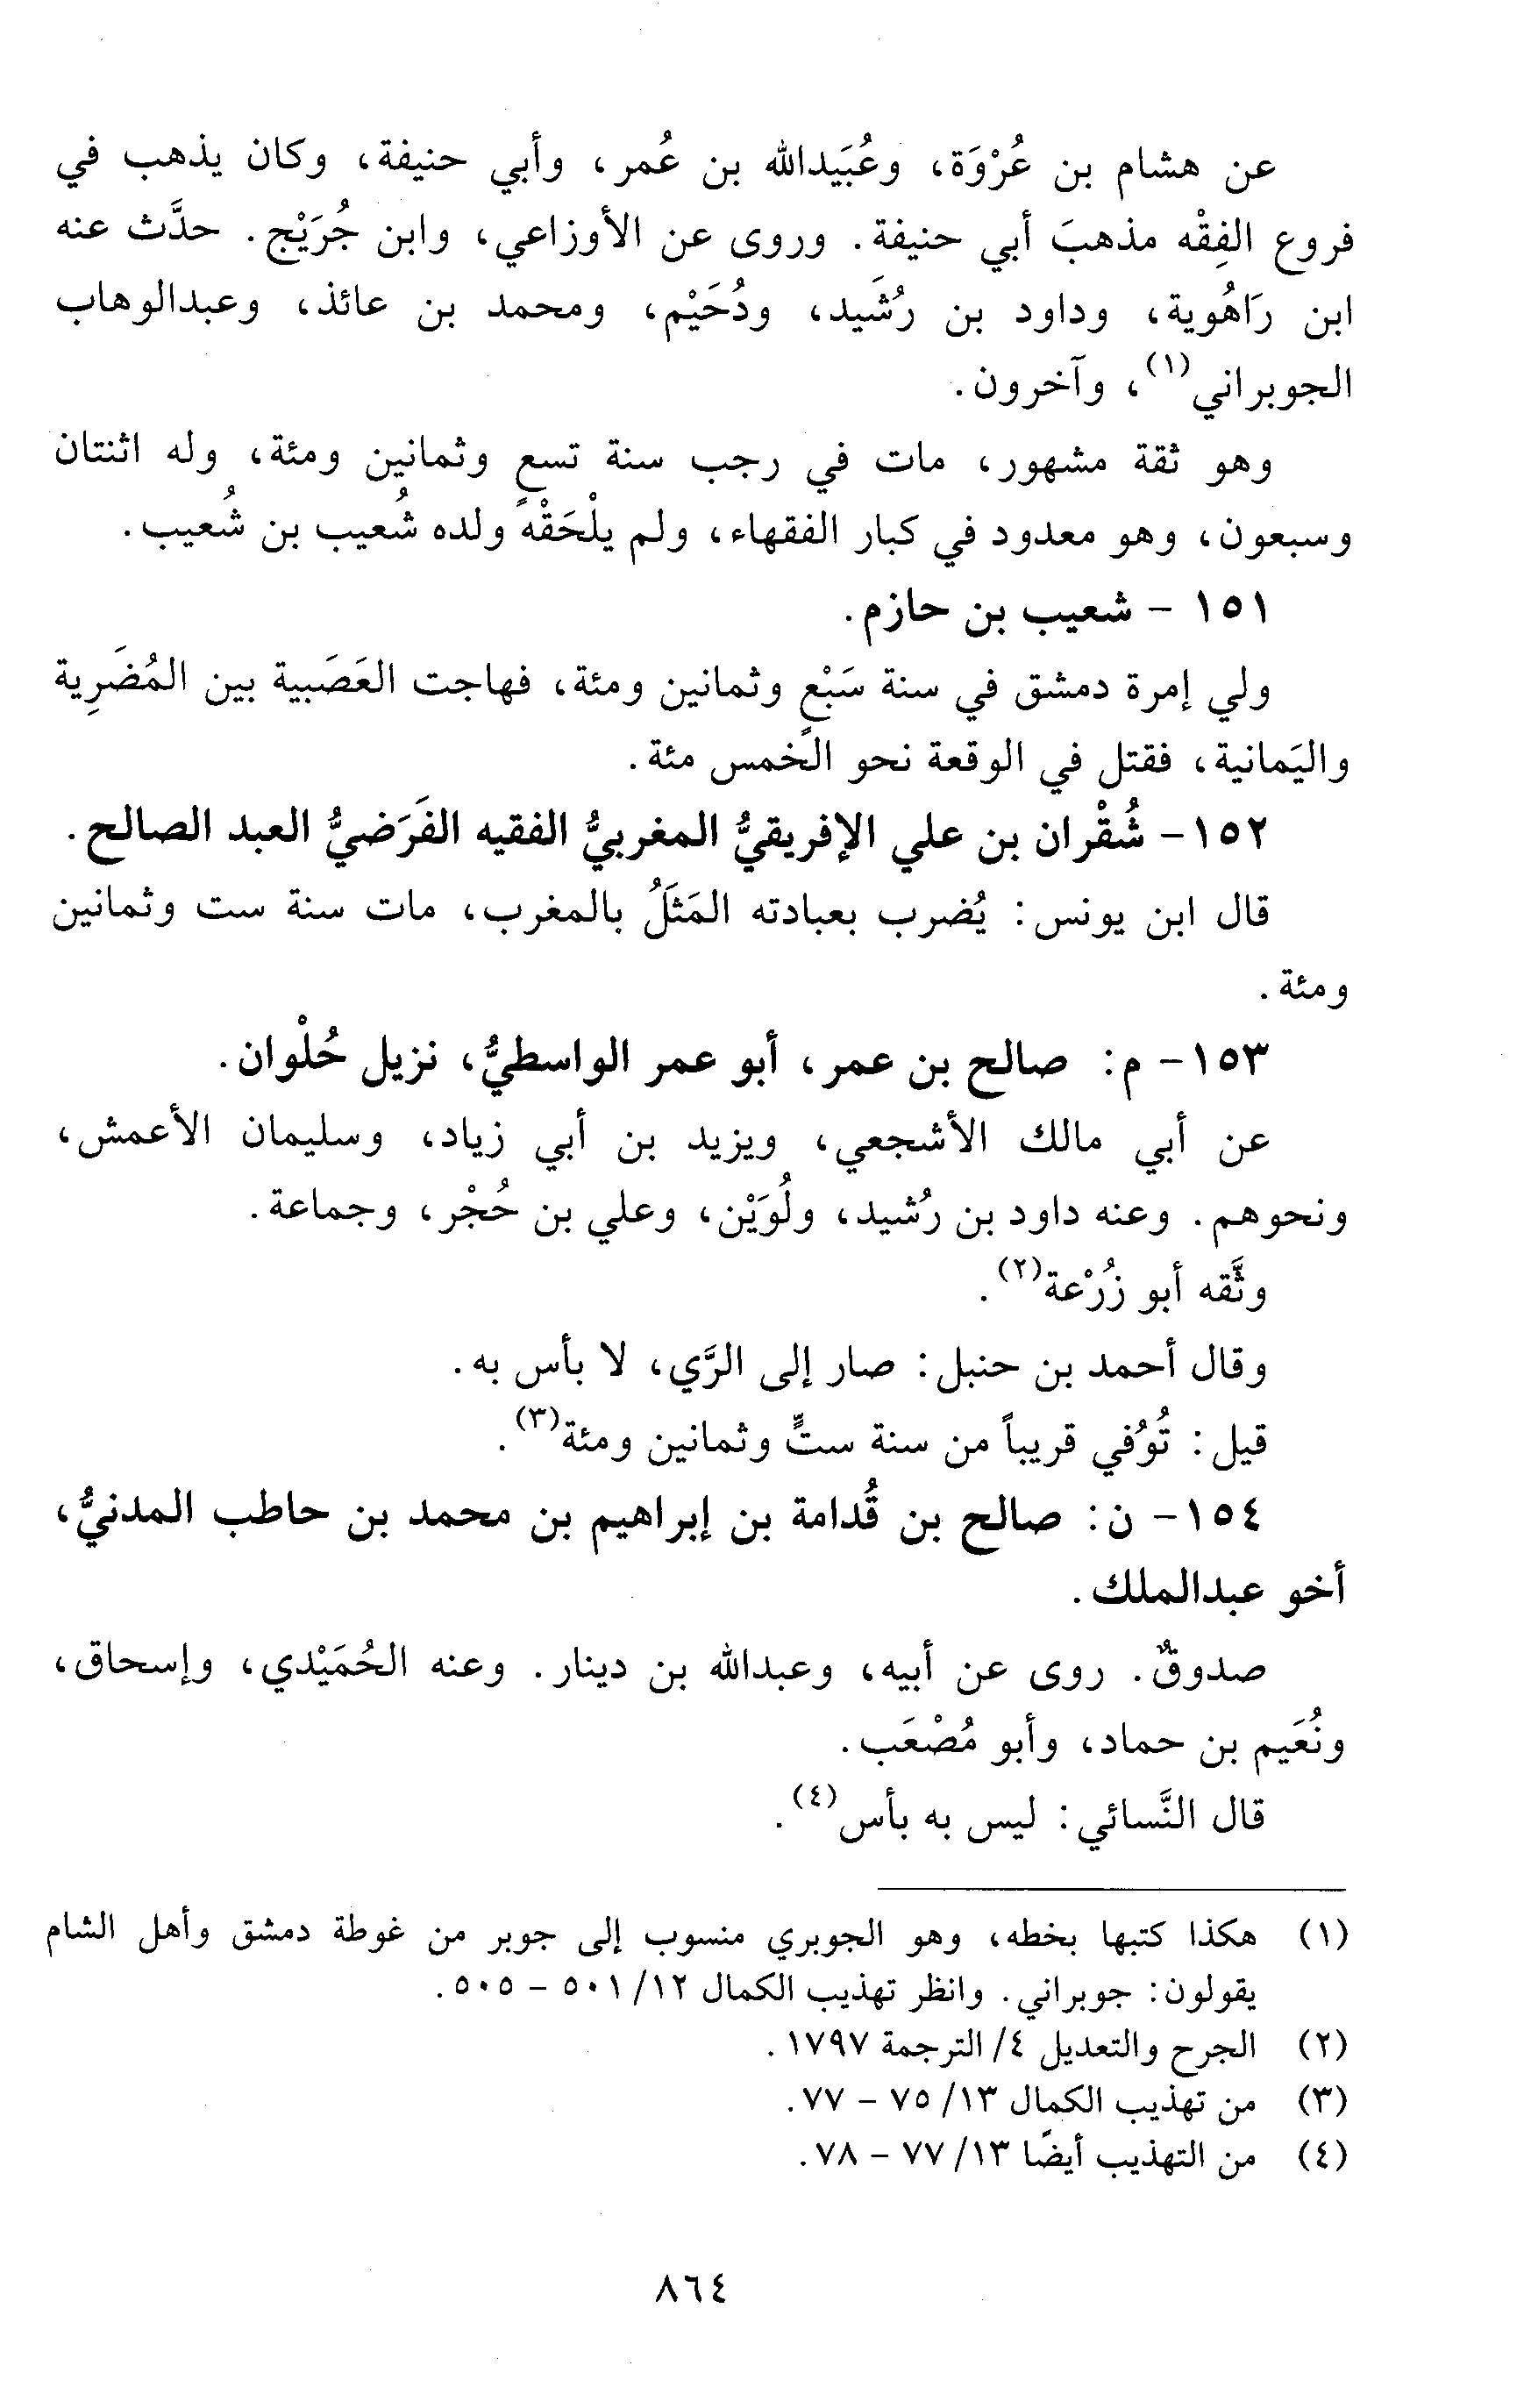 عن هشام بن عُرْوَة، وعُبَيدالله بن عُمر، وأبي حنيفة، وكان يذهب في
فروع الفِقْه مذهبَ أبي حنيفة. وروى عن الأوزاعي، وابن جُرَيْج. حدَّث عنه
ابن رَاهُوية، وداود بن رُشَيد، ودُحَيْم، ومحمد بن عائذ، وعبدالوهاب
الجوبراني(١)، وآخرون.
وهو ثقة مشهور، مات في رجب سنة تسعٍ وثمانين ومئة، وله اثنتان
وسبعون، وهو معدود في كبار الفقهاء، ولم يلْحَقْهُ ولده شُعيب بن شُعيب.
١٥١ - شعيب بن حازم.
ولي إمرة دمشق في سنة سَبْعٍ وثمانين ومئة، فهاجت العَصَبية بين المُضَرِية
واليَمانية، فقتل في الوقعة نحو الخمس مئة.
١٥٢- شُقْران بن علي الإفريقيُّ المغربيُّ الفقيه الفَرَضيُّ العبد الصالح.
قال ابن يونس: يُضرب بعبادته المَثَلُ بالمغرب، مات سنة ست وثمانين
ومئة.
١٥٣- م: صالح بن عمر، أبو عمر الواسطيُّ، نزيل حُلْوان.
عن أبي مالك الأشجعي، ويزيد بن أبي زياد، وسليمان الأعمش،
ونحوهم. وعنه داود بن رُشيد، ولُوَيْن، وعلي بن حُجْر، وجماعة.
وثَّقه أبو زُرْعة(٢).
وقال أحمد بن حنبل: صار إلى الرَّي، لا بأس به.
قيل: تُوُفي قريباً من سنة ستٍّ وثمانين ومئة(٣).
١٥٤- ن: صالح بن قُدامة بن إبراهيم بن محمد بن حاطب المدنيُّ،
أخو عبدالملك.
صدوقٌ. روى عن أبيه، وعبدالله بن دينار. وعنه الحُمَيْدي، وإسحاق،
ونُعَيم بن حماد، وأبو مُصْعَب.
قال النَّسائي: ليس به بأس(٤).
(١) هكذا كتبها بخطه، وهو الجوبري منسوب إلى جوبر من غوطة دمشق وأهل الشام
يقولون: جوبراني. وانظر تهذيب الكمال ١٢/ ٥٠١ - ٥٠٥.
(٢) الجرح والتعديل ٤/ الترجمة ١٧٩٧.
(٣) من تهذيب الكمال ١٣/ ٧٥ - ٧٧.
(٤) من التهذيب أيضًا ١٣/ ٧٧ - ٧٨.
٨٦٤